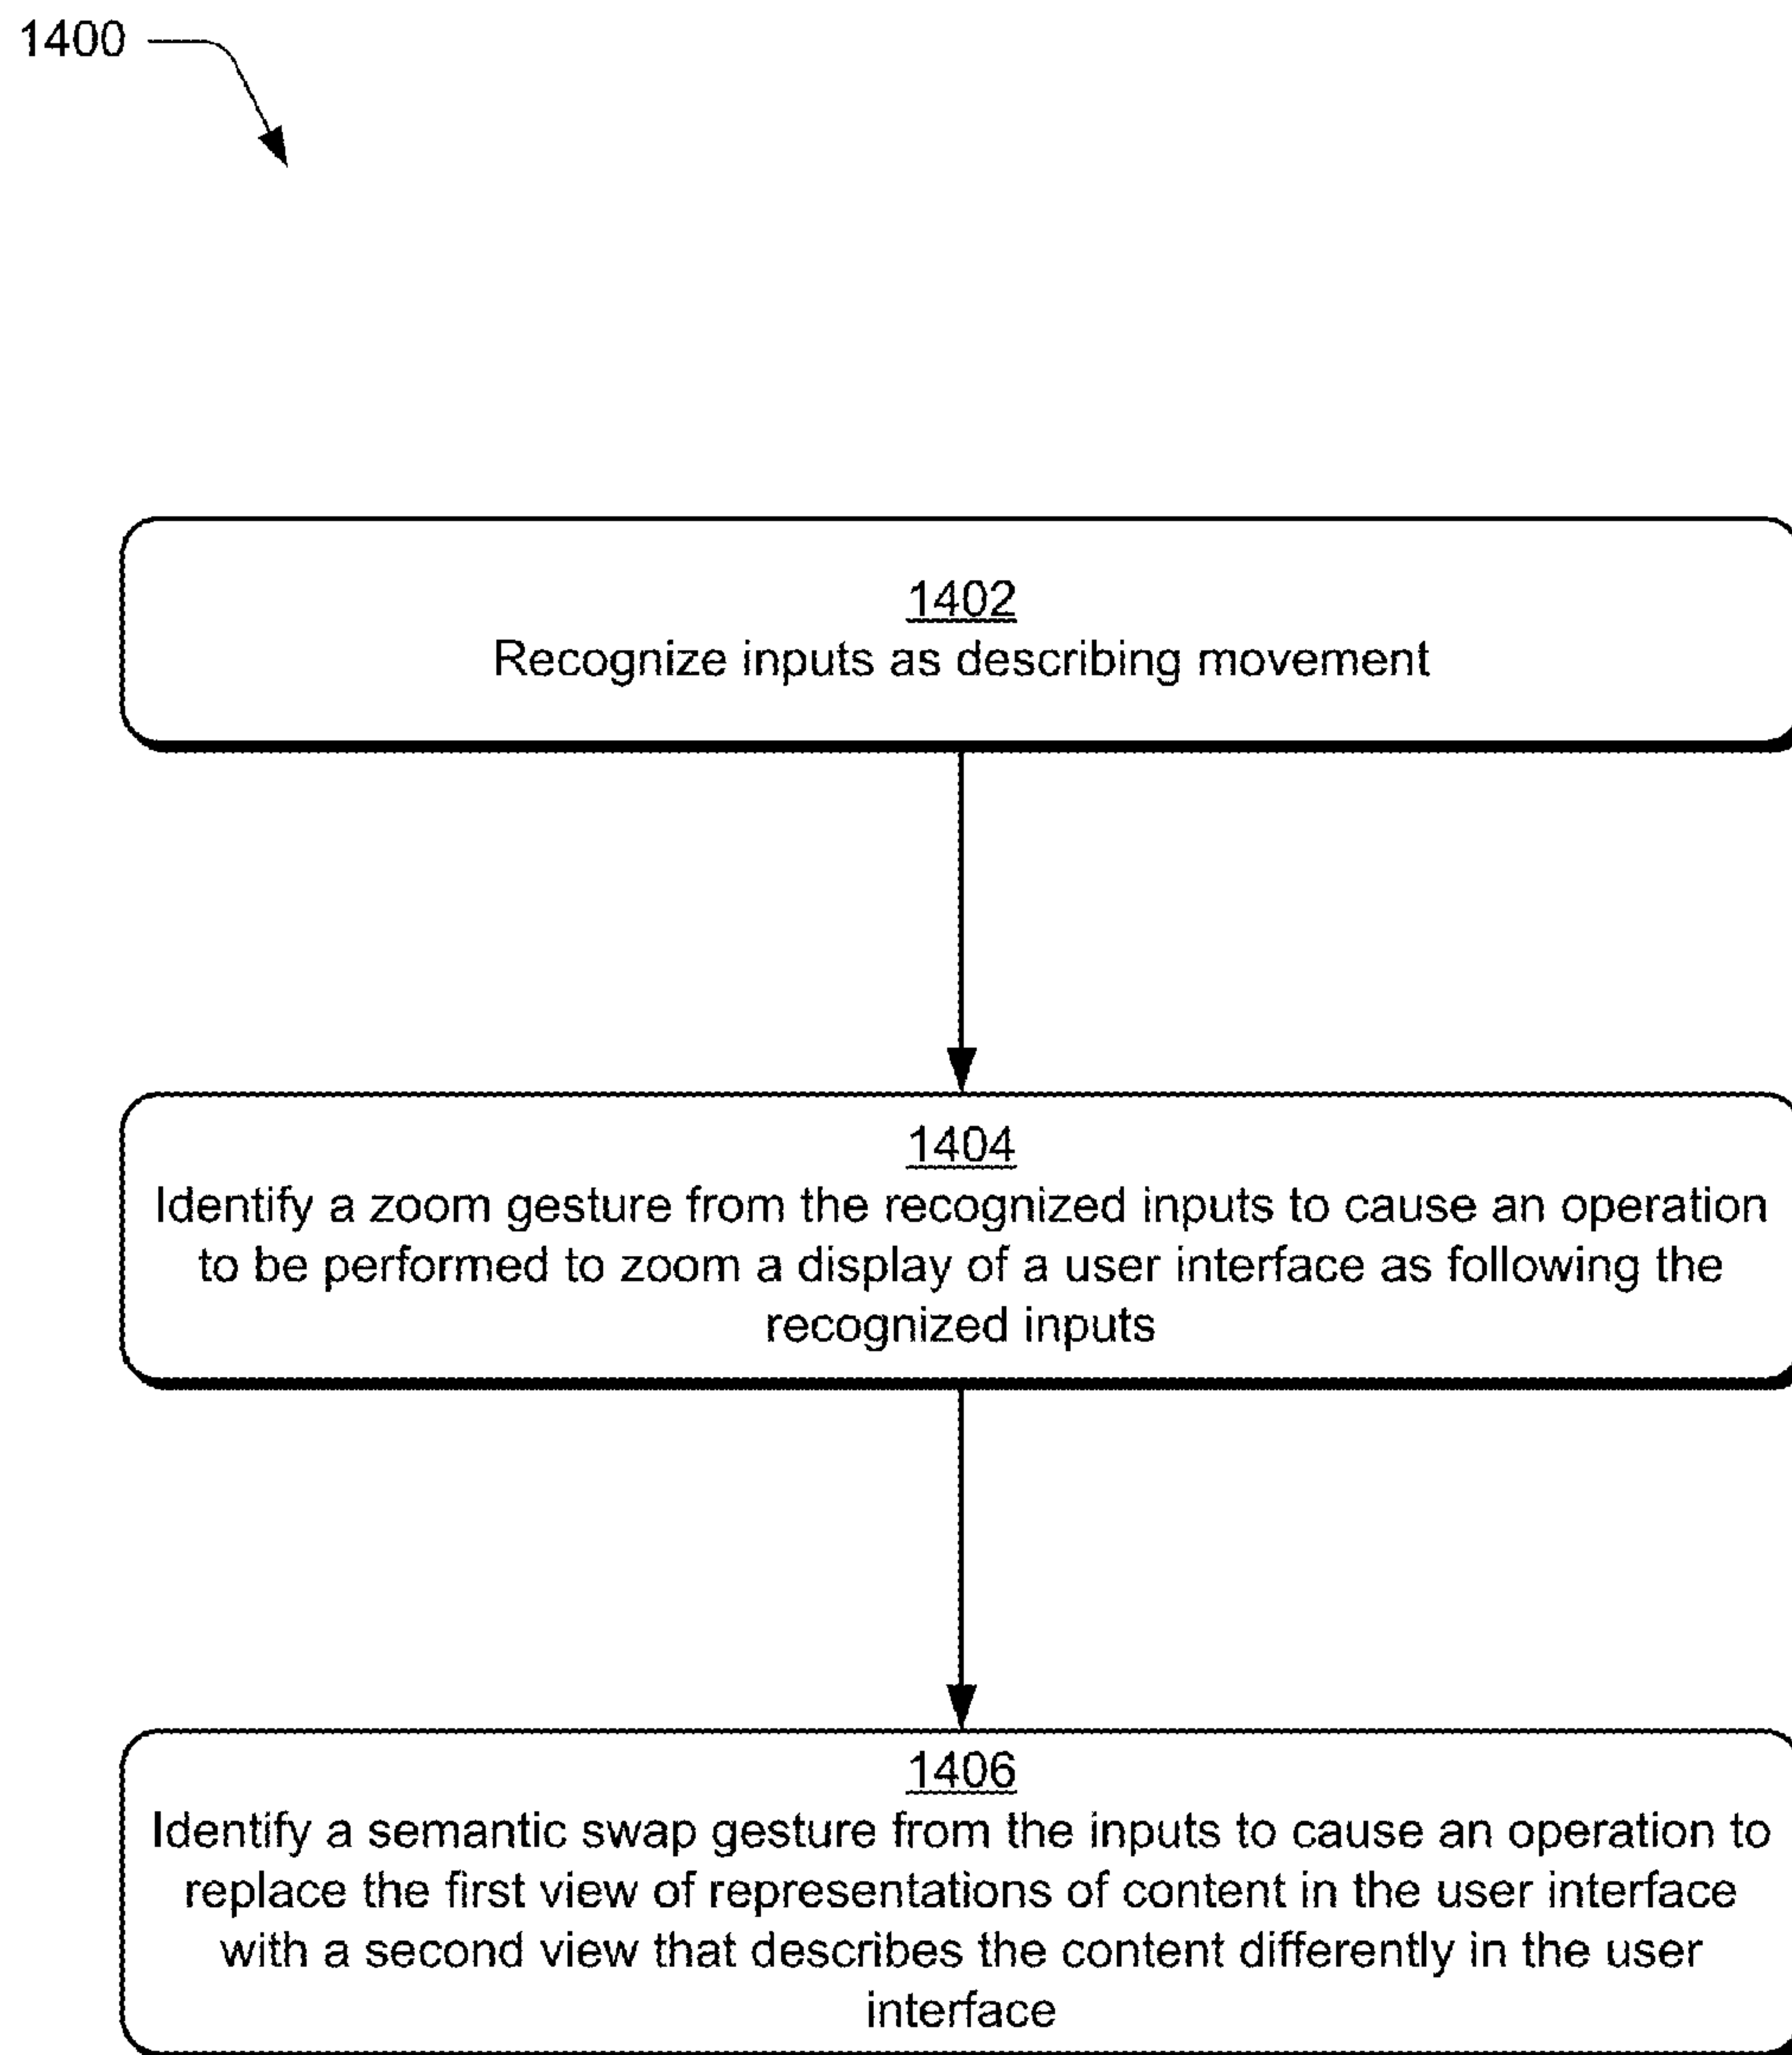 1400
1402
Recognize inputs as describing movement
1404
Identify a zoom gesture from the recognized inputs to cause an operation
to be performed to zoom a display of a user interface as following the
recognized inputs
1406
Identify a semantic swap gesture from the inputs to cause an operation to
replace the first view of representations of content in the user interface
with a second view that describes the content differently in the user
interface